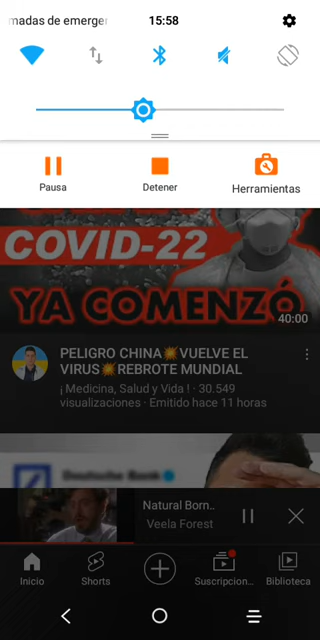 madas de emergen
15:58
Pausa
Detener
Herramientas
COVID-22
YA COMENZÓ
40:00
PELIGRO CHINA💥VUELVE EL
VIRUS💥REBROTE MUNDIAL
¡ Medicina, Salud y Vida ! · 30.549
visualizaciones · Emitido hace 11 horas
Deutsche Bank
Natural Born..
Veela Forest
Inicio
Shorts
Suscripcion...
Biblioteca